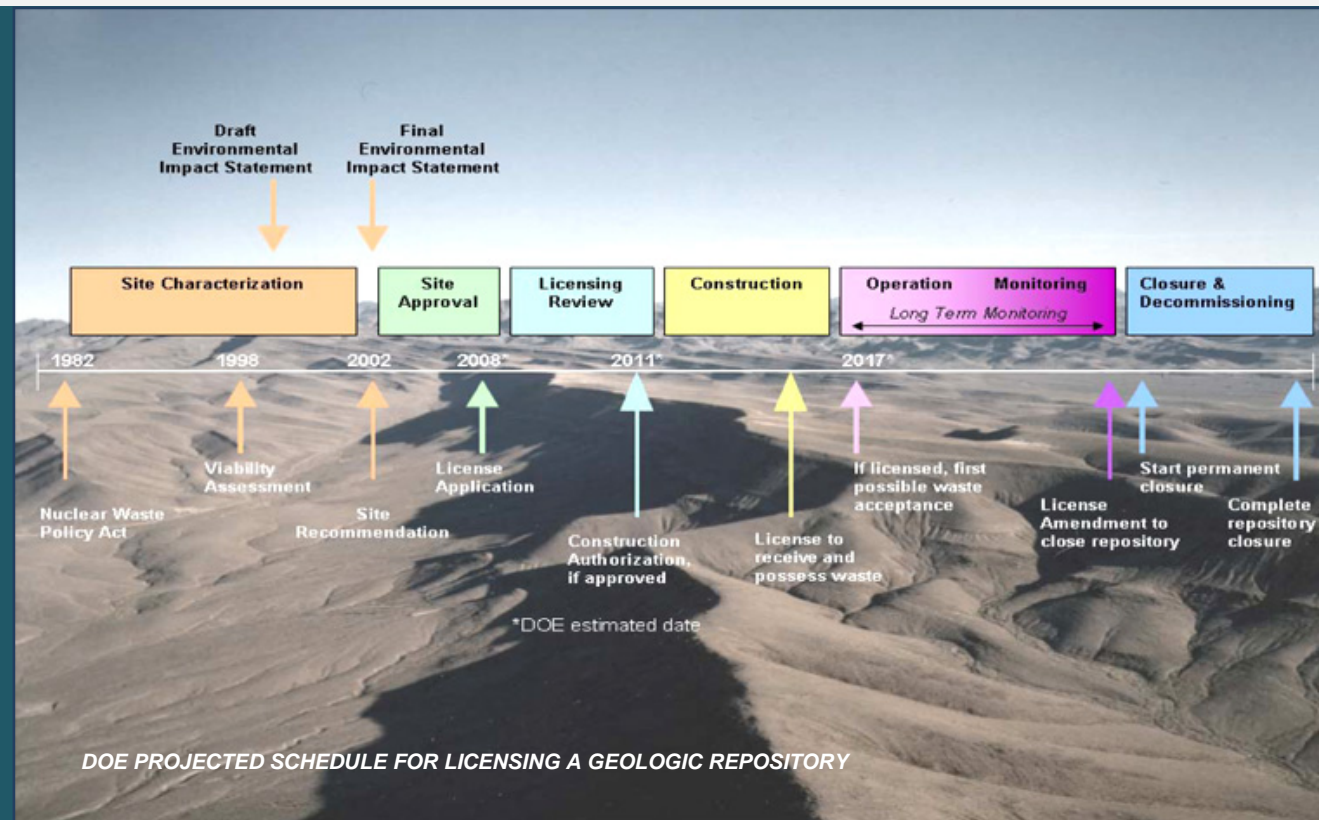 Draft
Environmental
Impact Statement
Final
Environmental
Impact Statement
Site Characterization
Site
Approval
Licensing
Review
Construction
Operation Monitoring
Long Term Monitoring
Closure &
Decommissioning
1982 1998 2002 2008* 2011* 2017*
Nuclear Waste
Policy Act
Viability
Assessment
Site
Recommendation
License
Application
Construction
Authorization,
if approved
License to
receive and
possess waste
If licensed, first
possible waste
acceptance
License
Amendment to
close repository
Start permanent
closure
Complete
repository
closure
*DOE estimated date
DOE PROJECTED SCHEDULE FOR LICENSING A GEOLOGIC REPOSITORY